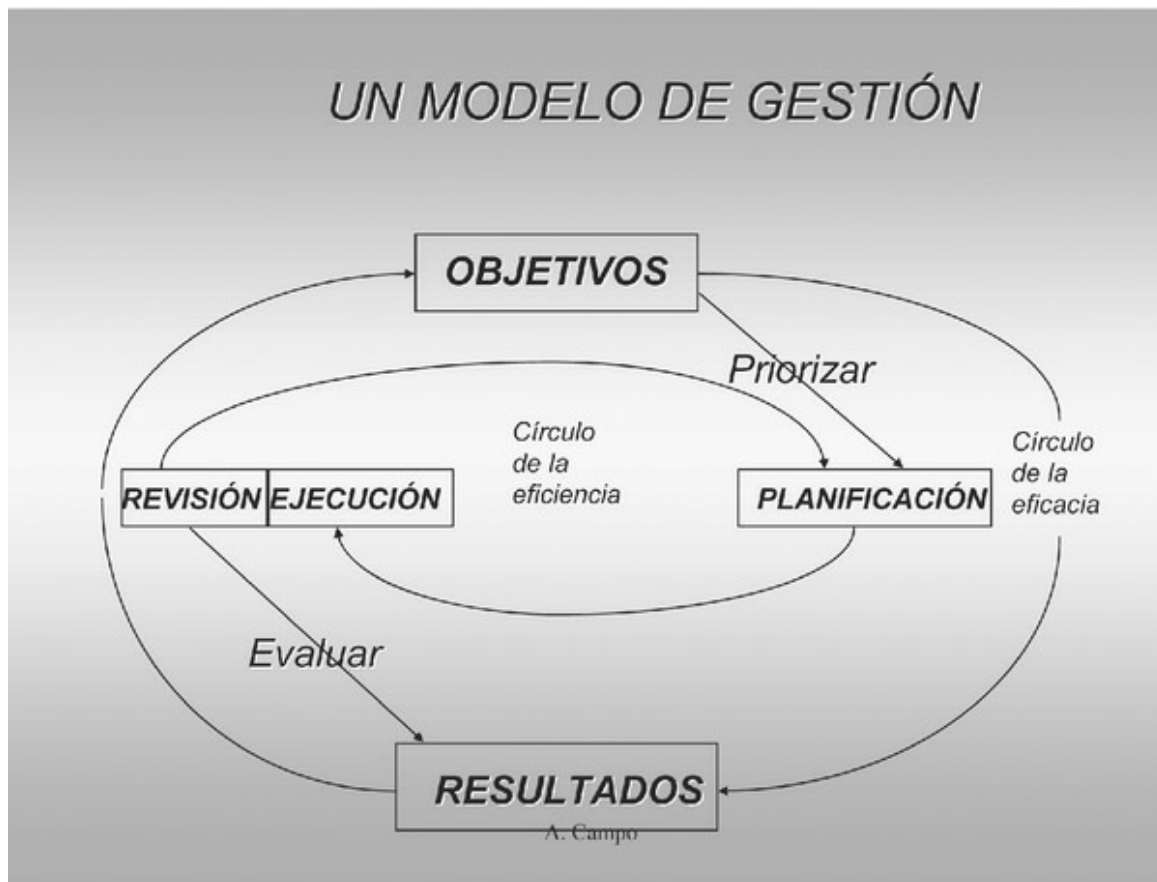 UN MODELO DE GESTIÓN
OBJETIVOS
Priorizar
Círculo
de la
eficiencia
Círculo
de la
eficacia
REVISIÓN EJECUCIÓN
PLANIFICACIÓN
Evaluar
RESULTADOS
A. Campo